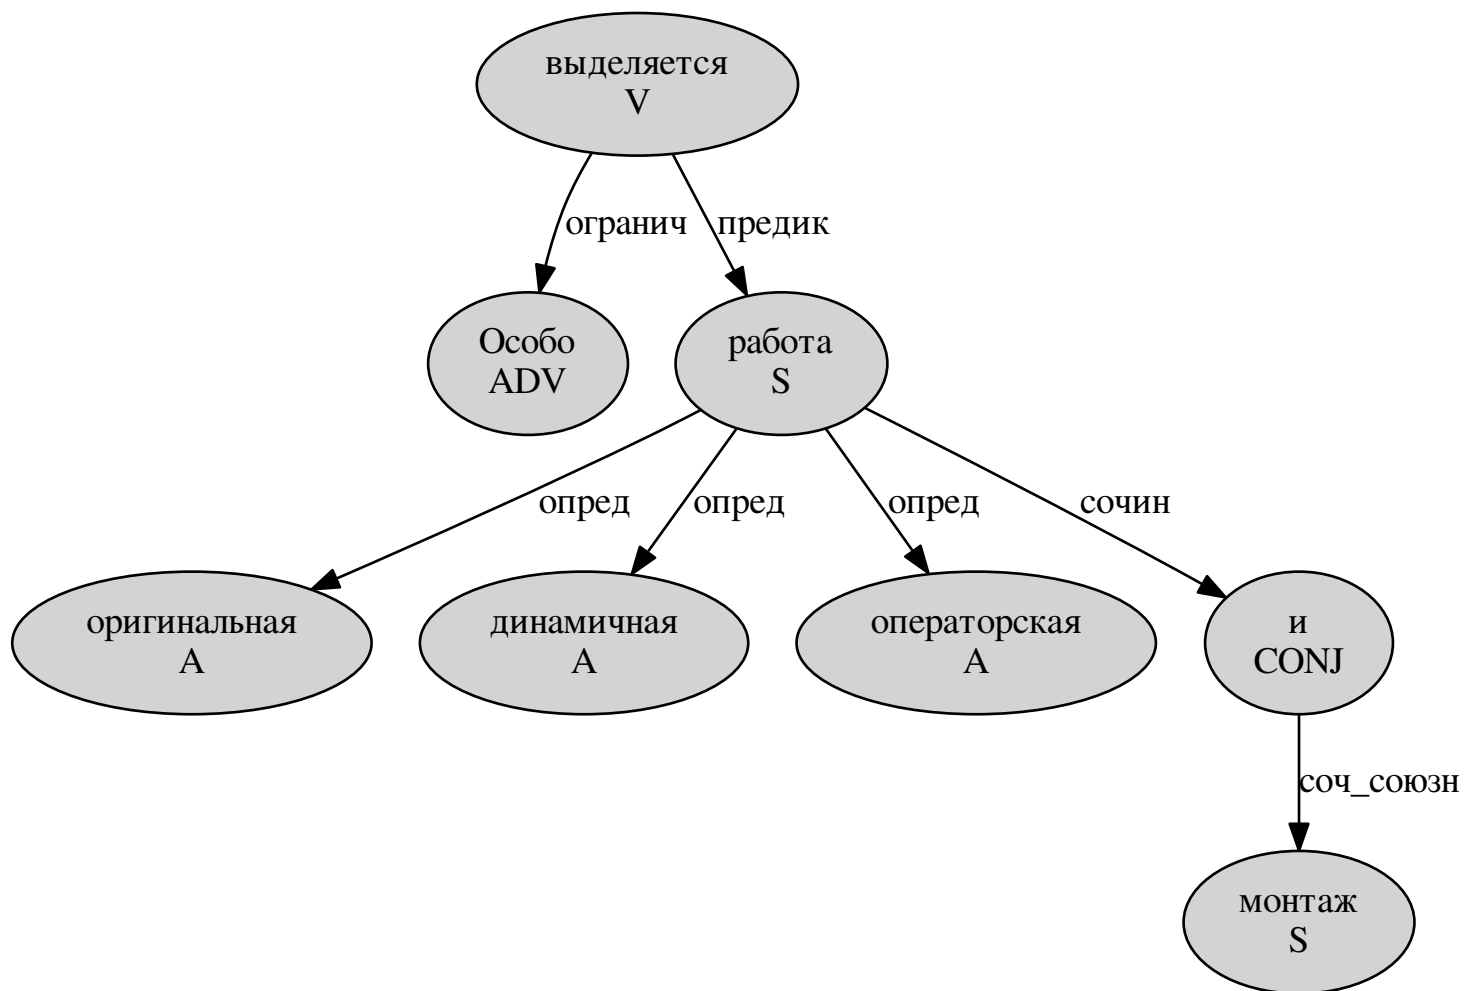 выделяется
V
огранич
предик
Особо
ADV
работа
S
опред
опред
опред
сочин
оригинальная
A
динамичная
A
операторская
A
и
CONJ
соч_союзн
монтаж
S